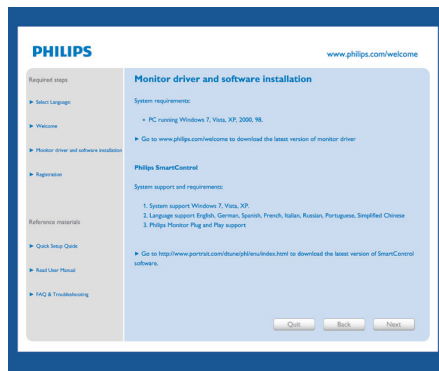 PHILIPS
www.philips.com/welcome
Required steps
► Select Language
► Welcome
► Monitor driver and software installation
► Registration
Reference materials
► Quick Setup Quide
► Read User Manual
► FAQ & Troubleshooting
Monitor driver and software installation
System requirements:
• PC running Windows 7, Vista, XP, 2000, 98.
► Go to www.philips.com/welcome to download the latest version of monitor driver
Philips SmartControl
System support and requirements:
1. System support Windows 7, Vista, XP.
2. Language support English, German, Spanish, French, Italian, Russian, Portuguese, Simplified Chinese
3. Philips Monitor Plug and Play support
► Go to http://www.portrait.com/dtune/phl/enu/index.html to download the latest version of SmartControl
software.
Quit
Back
Next